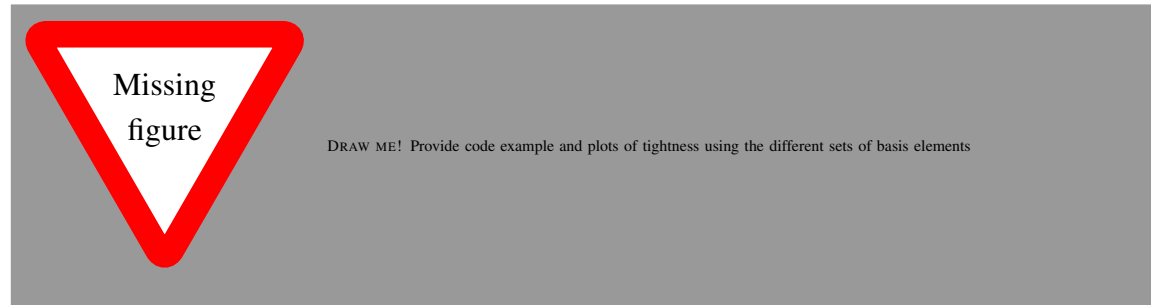 Missing
figure
DRAW ME! Provide code example and plots of tightness using the different sets of basis elements